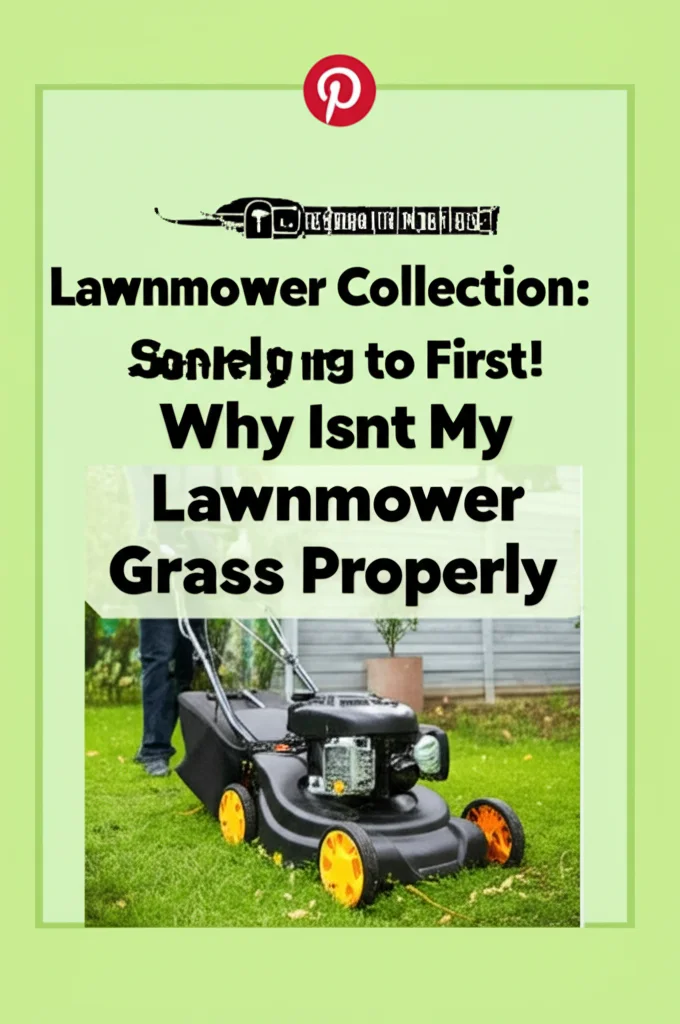 Lawnmower Collection:
to First!
Why Isnt My
Lawnmower
Grass Properly